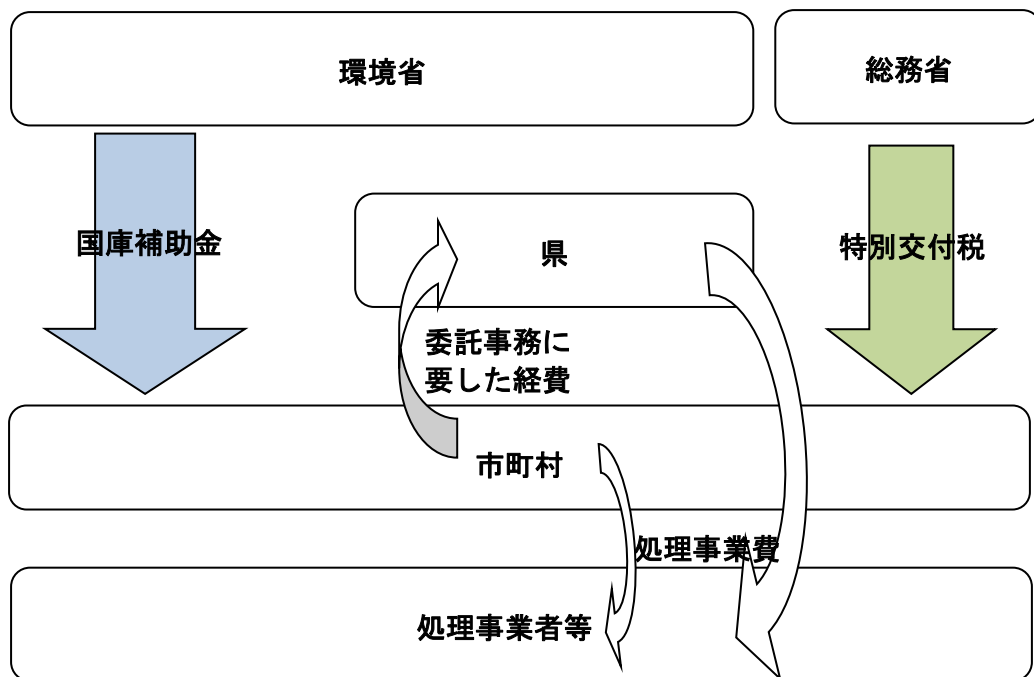 環境省
総務省
国庫補助金
県
特別交付税
委託事務に
要した経費
市町村
処理事業費
処理事業者等